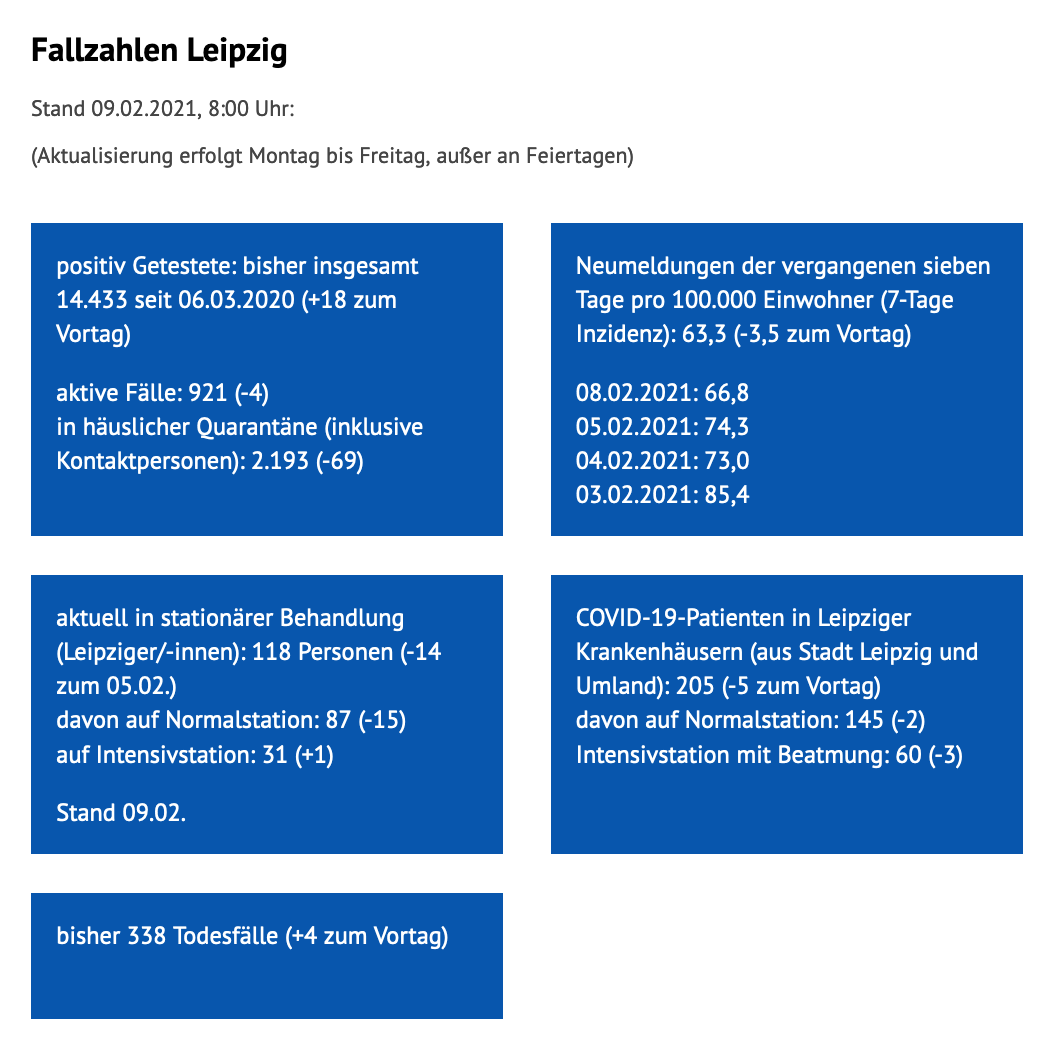 Fallzahlen Leipzig
Stand 09.02.2021, 8:00 Uhr:
(Aktualisierung erfolgt Montag bis Freitag, außer an Feiertagen)
positiv Getestete: bisher insgesamt
14.433 seit 06.03.2020 (+18 zum
Vortag)
aktive Fälle: 921 (-4)
in häuslicher Quarantäne (inklusive
Kontaktpersonen): 2.193 (-69)
Neumeldungen der vergangenen sieben
Tage pro 100.000 Einwohner (7-Tage
Inzidenz): 63,3 (-3,5 zum Vortag)
08.02.2021: 66,8
05.02.2021: 74,3
04.02.2021: 73,0
03.02.2021: 85,4
aktuell in stationärer Behandlung
(Leipziger/-innen): 118 Personen (-14
zum 05.02.)
davon auf Normalstation: 87 (-15)
auf Intensivstation: 31 (+1)
Stand 09.02.
COVID-19-Patienten in Leipziger
Krankenhäusern (aus Stadt Leipzig und
Umland): 205 (-5 zum Vortag)
davon auf Normalstation: 145 (-2)
Intensivstation mit Beatmung: 60 (-3)
bisher 338 Todesfälle (+4 zum Vortag)